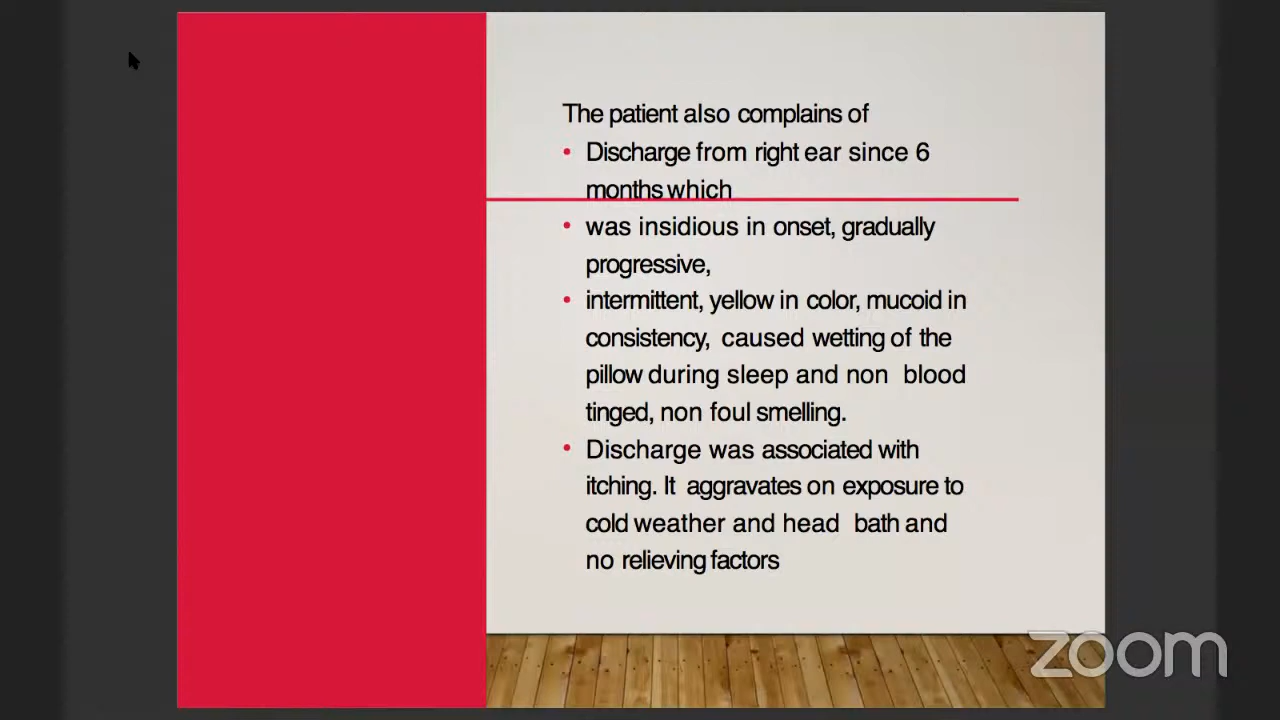 The patient also complains of
• Discharge from right ear since 6
months which
• was insidious in onset, gradually
progressive,
• intermittent, yellow in color, mucoid in
consistency, caused wetting of the
pillow during sleep and non blood
tinged, non foul smelling.
• Discharge was associated with
itching. It aggravates on exposure to
cold weather and head bath and
no relieving factors
zoom